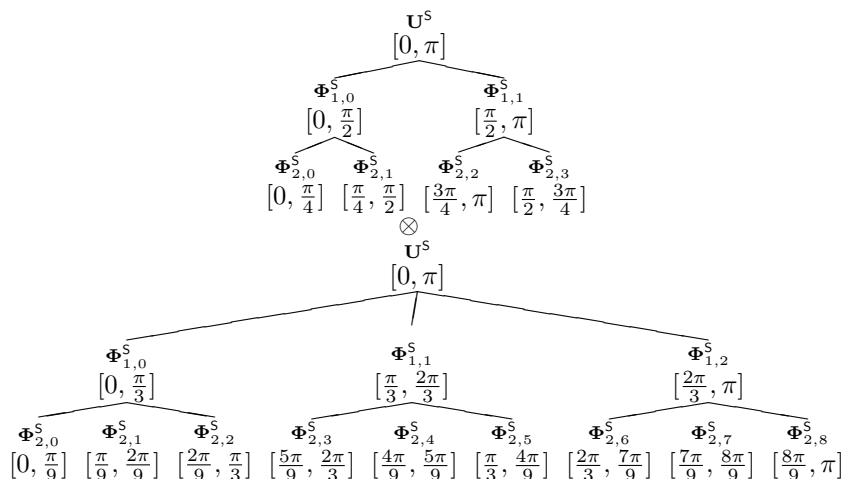 U^S
[0, π]
Φ^S_{1,0} Φ^S_{1,1}
[0, π/2] [π/2, π]
Φ^S_{2,0} Φ^S_{2,1} Φ^S_{2,2} Φ^S_{2,3}
[0, π/4] [π/4, π/2] [3π/4, π] [π/2, 3π/4]
⊗
U^S
[0, π]
Φ^S_{1,0} Φ^S_{1,1} Φ^S_{1,2}
[0, π/3] [π/3, 2π/3] [2π/3, π]
Φ^S_{2,0} Φ^S_{2,1} Φ^S_{2,2} Φ^S_{2,3} Φ^S_{2,4} Φ^S_{2,5} Φ^S_{2,6} Φ^S_{2,7} Φ^S_{2,8}
[0, π/9] [π/9, 2π/9] [2π/9, π/3] [5π/9, 2π/3] [4π/9, 5π/9] [π/3, 4π/9] [2π/3, 7π/9] [7π/9, 8π/9] [8π/9, π]